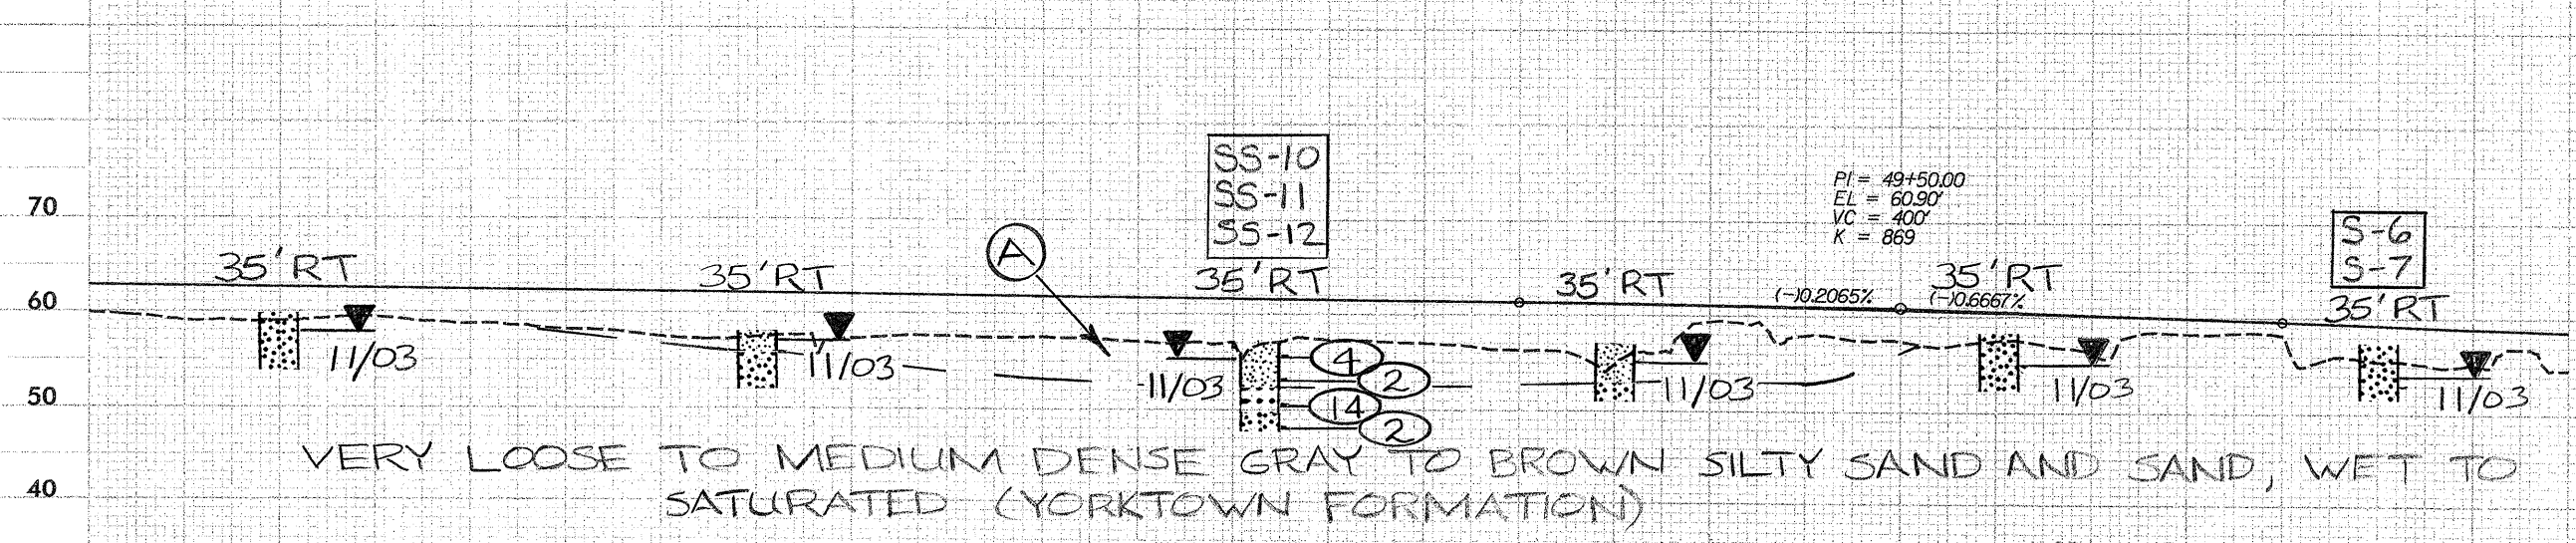 SS-10
SS-11
SS-12
PI = 49+50.00
EL = 60.90'
VC = 400'
K = 869
70
S-6
S-7
A
35'RT
35'RT
35'RT
35'RT
35'RT
35'RT
(-)0.2065%
(-)0.6667%
60
11/03
11/03
11/03
11/03
11/03
11/03
4
2
14
2
50
VERY LOOSE TO MEDIUM DENSE GRAY TO BROWN SILTY SAND AND SAND, WET TO
SATURATED (YORKTOWN FORMATION)
40